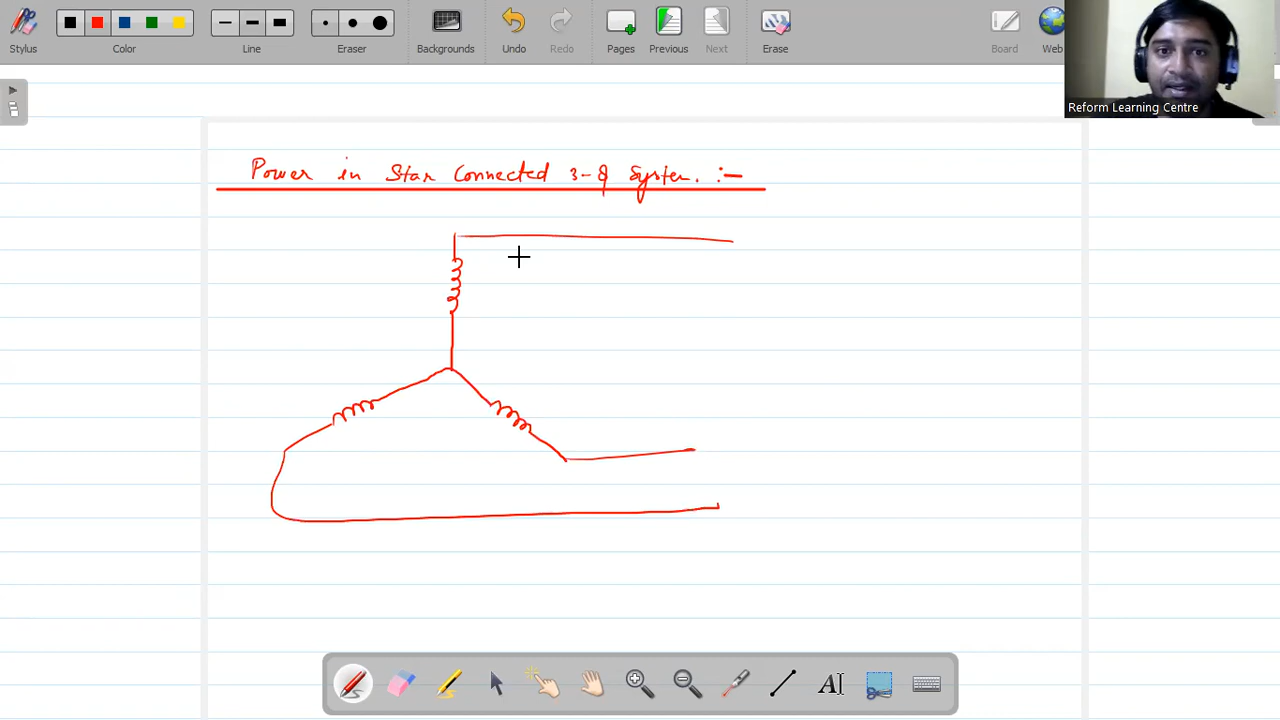 Stylus
Color
Line
Eraser
Backgrounds
Undo
Redo
Pages
Previous
Next
Erase
Board
Web
Reform Learning Centre
Power in Star Connected 3-φ System. :-